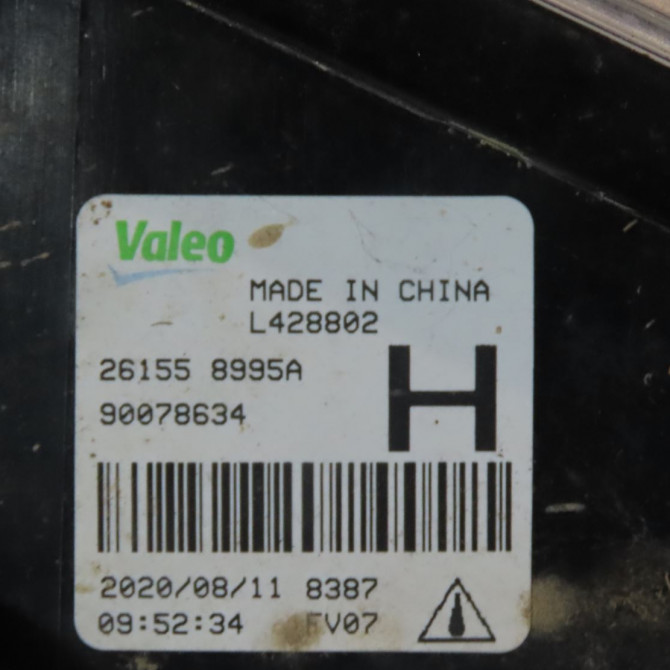 Valeo
MADE IN CHINA
L428802
26155 8995A
90078634
H
2020/08/11 8387
09:52:34 FV07